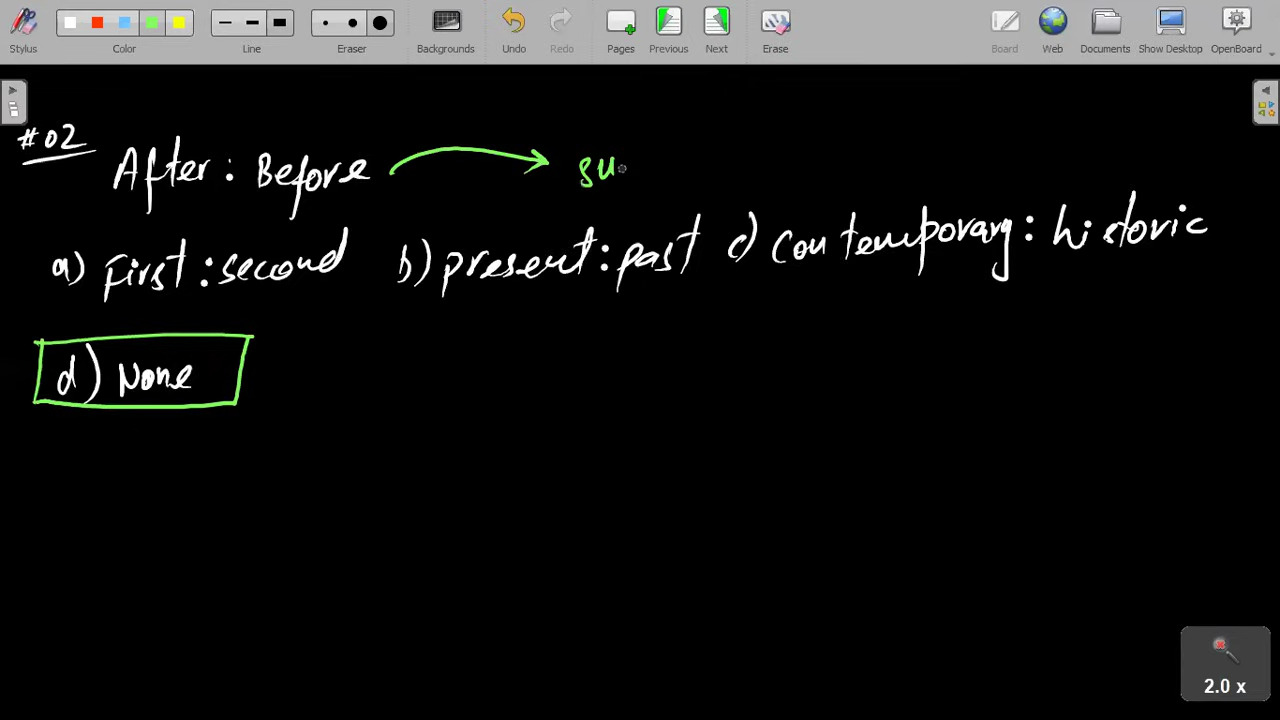 Stylus Color Line Eraser Backgrounds Undo Redo Pages Previous Next Erase Board Web Documents Show Desktop OpenBoard
#02
After : Before su
a) First : second b) present : past c) contemporary : historic
d) None
2.0 x